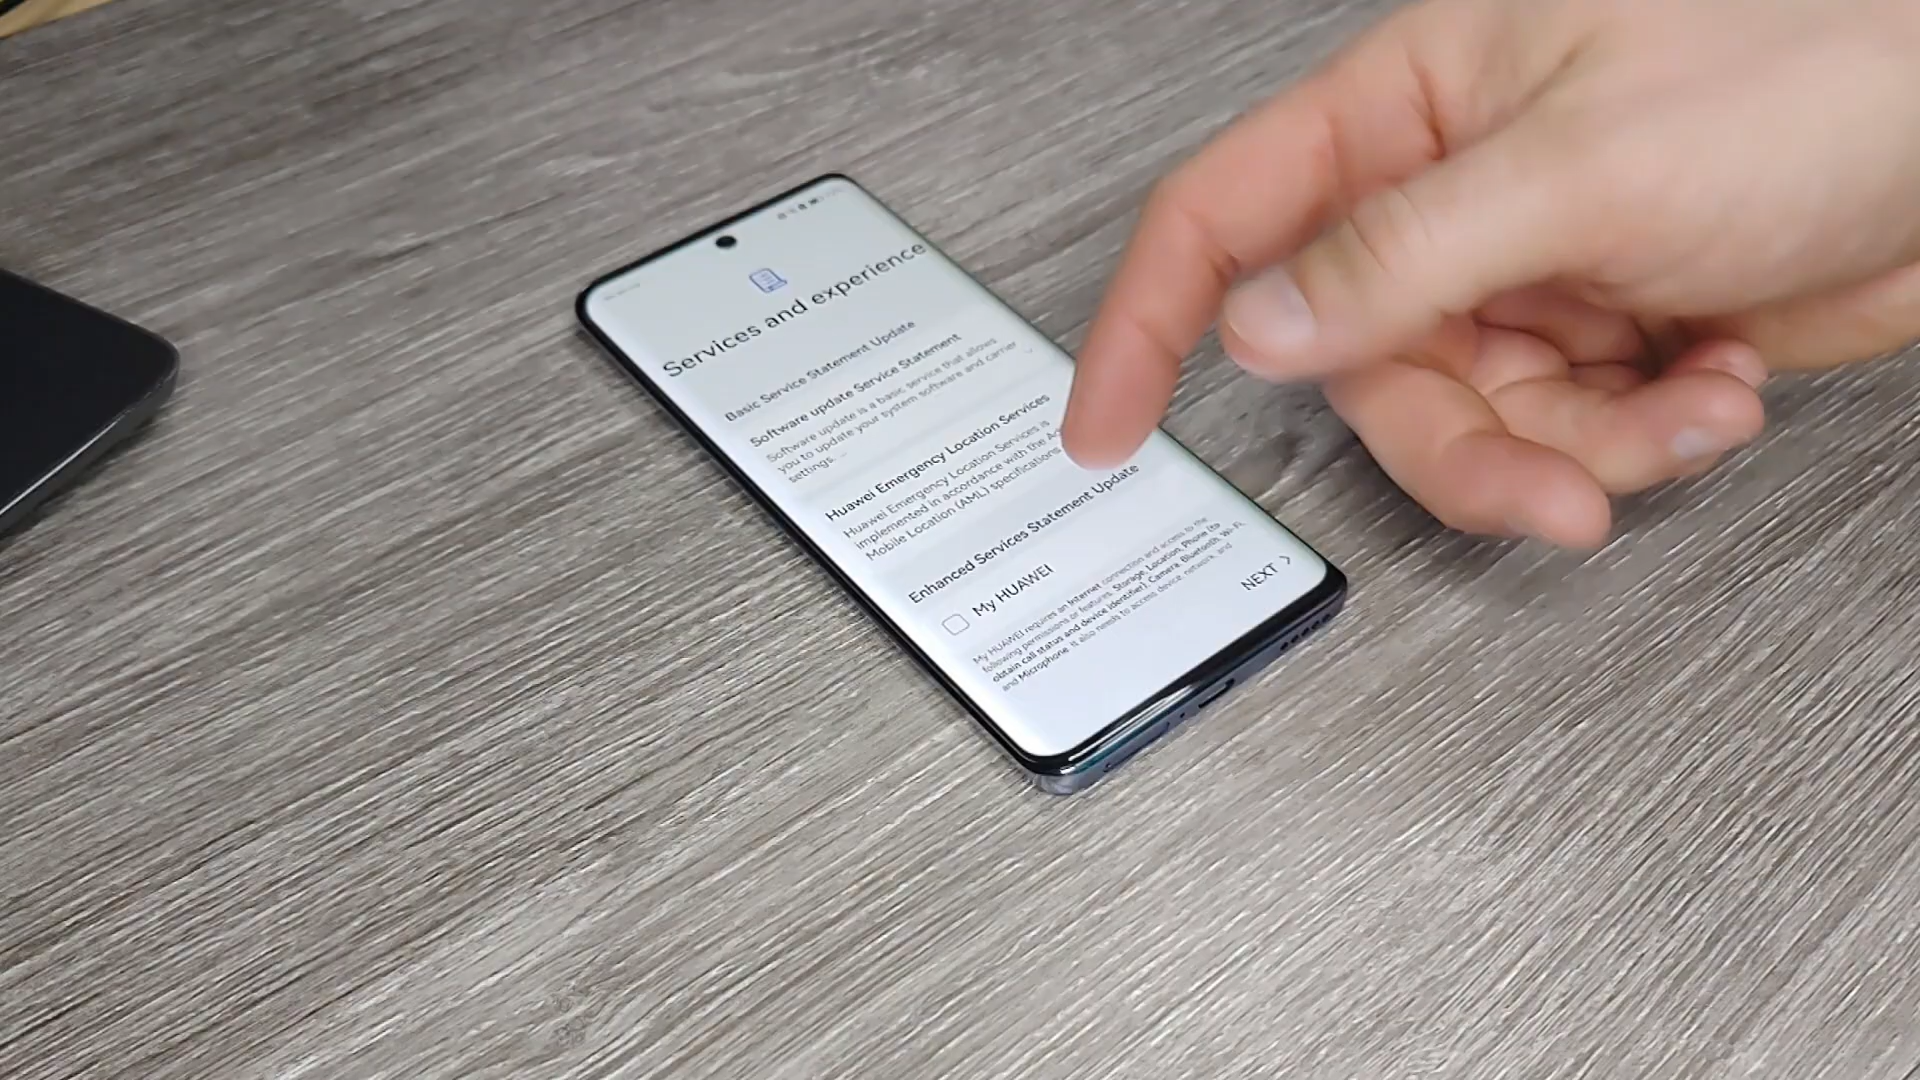 Services and experience
Basic Service Statement Update
Software update Service Statement
Software update is a basic service that allows
you to update your system software and carrier
settings. ...
Huawei Emergency Location Services
Huawei Emergency Location Services is
implemented in accordance with the
Mobile Location (AML) specifications
Enhanced Services Statement Update
My HUAWEI
My HUAWEI requires an Internet connection and access to the
following permissions or features: Storage, Location, Phone (to
obtain call status and device identifier), Camera, Bluetooth, Wi-Fi,
and Microphone. It also needs to access device, network, and
NEXT >